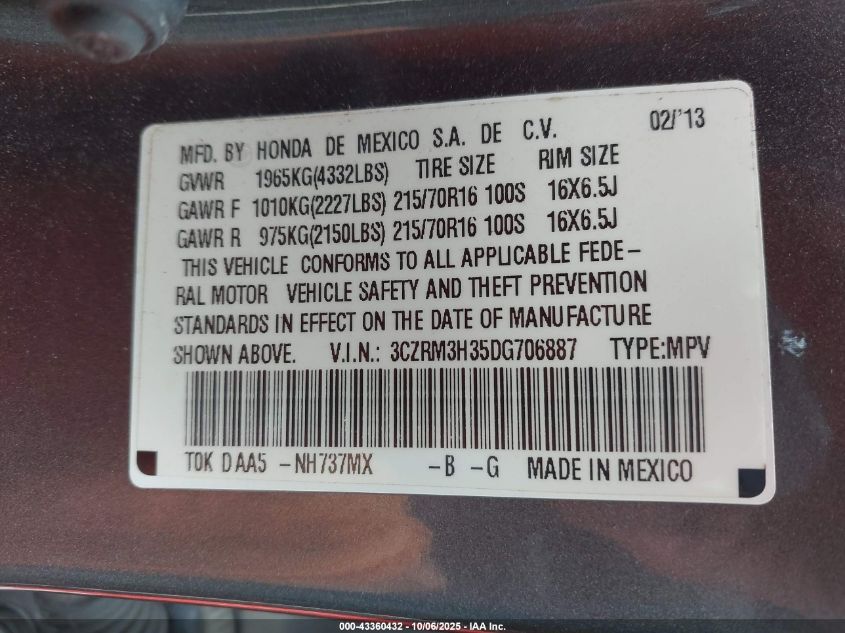 02/'13
MFD. BY HONDA DE MEXICO S.A. DE C.V.
GVWR 1965KG(4332LBS) TIRE SIZE RIM SIZE
GAWR F 1010KG(2227LBS) 215/70R16 100S 16X6.5J
GAWR R 975KG(2150LBS) 215/70R16 100S 16X6.5J
THIS VEHICLE CONFORMS TO ALL APPLICABLE FEDE-
RAL MOTOR VEHICLE SAFETY AND THEFT PREVENTION
STANDARDS IN EFFECT ON THE DATE OF MANUFACTURE
SHOWN ABOVE. V.I.N.: 3CZRM3H35DG706887 TYPE:MPV
T0K D AA5 -NH737MX -B -G MADE IN MEXICO
000-43360432 - 10/06/2025 - IAA Inc.